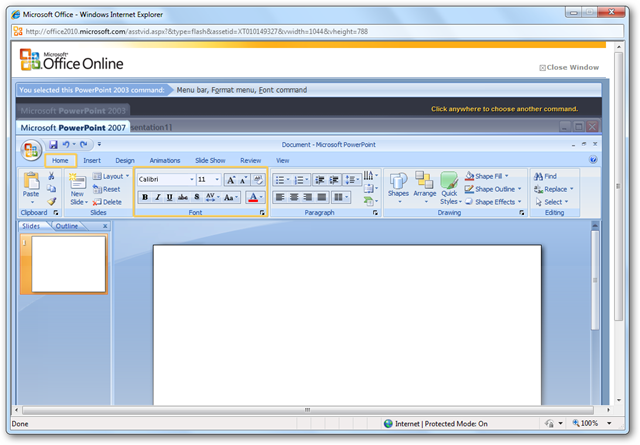 Microsoft Office - Windows Internet Explorer
http://office2010.microsoft.com/asstvid.aspx?&type=flash&assetid=XT010149327&vwidth=1044&vheight=788
Microsoft®
Office Online
Close Window
You selected this PowerPoint 2003 command: Menu bar, Format menu, Font command
Microsoft PowerPoint 2003
Click anywhere to choose another command.
Microsoft PowerPoint 2007 sentation1]
Document - Microsoft PowerPoint
Home Insert Design Animations Slide Show Review View
Paste
New Slide
Layout
Reset
Delete
Calibri 11
B I U abc S AV Aa A
Shapes Arrange Quick Styles
Shape Fill
Shape Outline
Shape Effects
Find
Replace
Select
Clipboard Slides Font Paragraph Drawing Editing
Slides Outline x
1
Done Internet | Protected Mode: On 100%